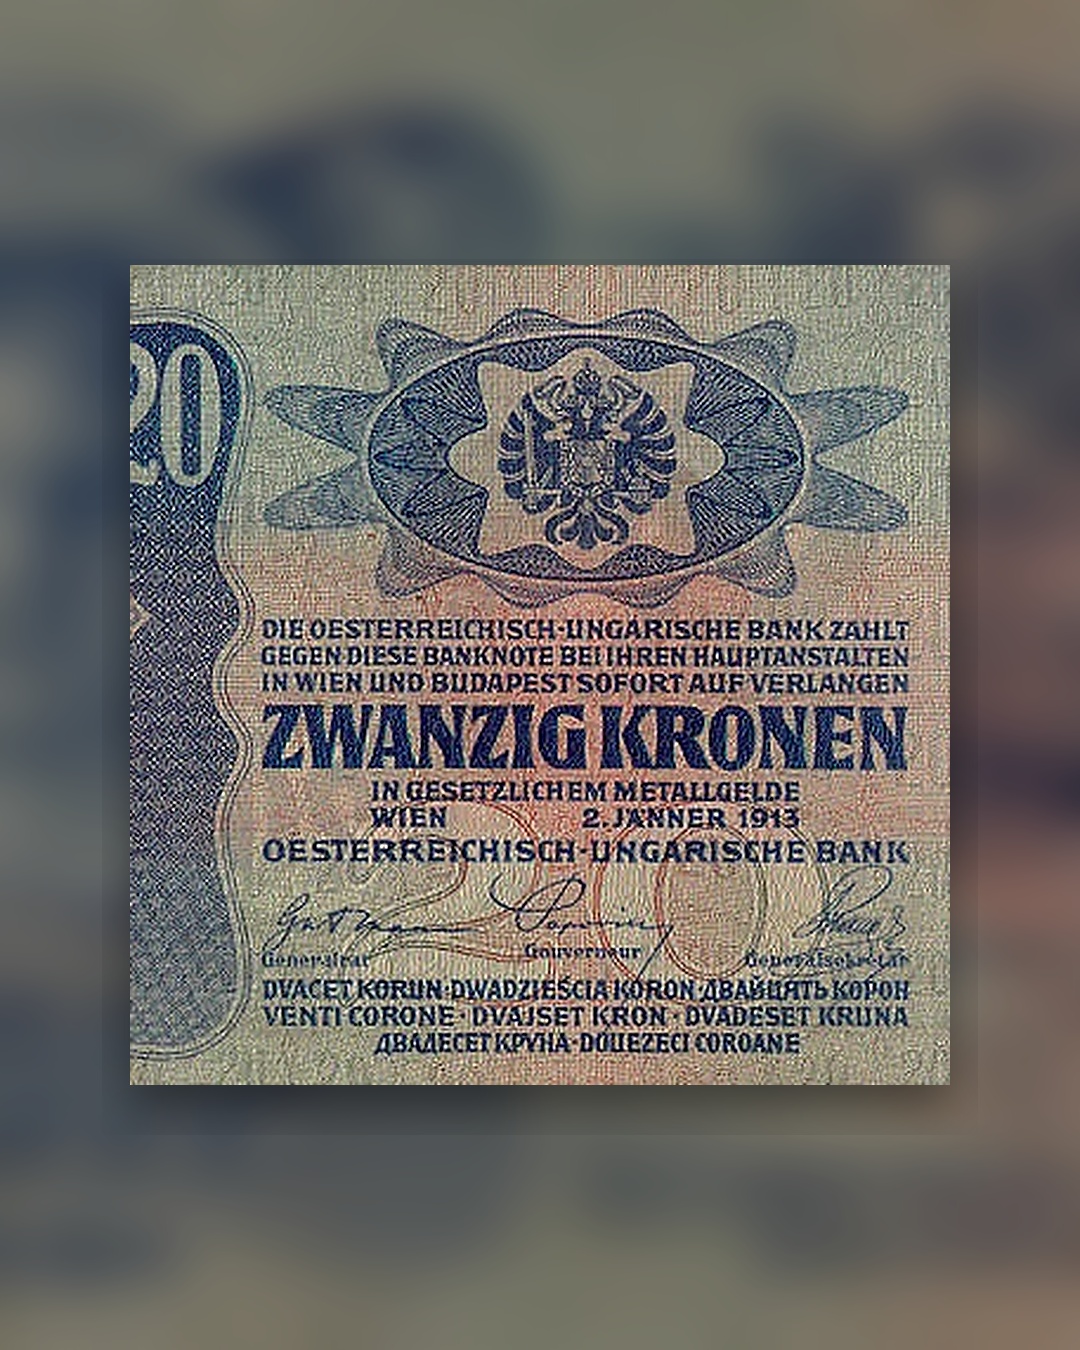 20
DIE OESTERREICHISCH-UNGARISCHE BANK ZAHLT
GEGEN DIESE BANKNOTE BEI IHREN HAUPTANSTALTEN
IN WIEN UND BUDAPEST SOFORT AUF VERLANGEN
ZWANZIG KRONEN
IN GESETZLICHEM METALLGELDE
WIEN 2. JÄNNER 1913
OESTERREICHISCH-UNGARISCHE BANK
Generalrat Gouverneur Generalsekretär
DVACET KORUN·DWADZIEŚCIA KORON·ДВАЙЦЯТЬ КОРОН
VENTI CORONE·DVAJSET KRON·DVADESET KRUNA
ДВАДЕСЕТ КРУНА·DOUEZECI COROANE